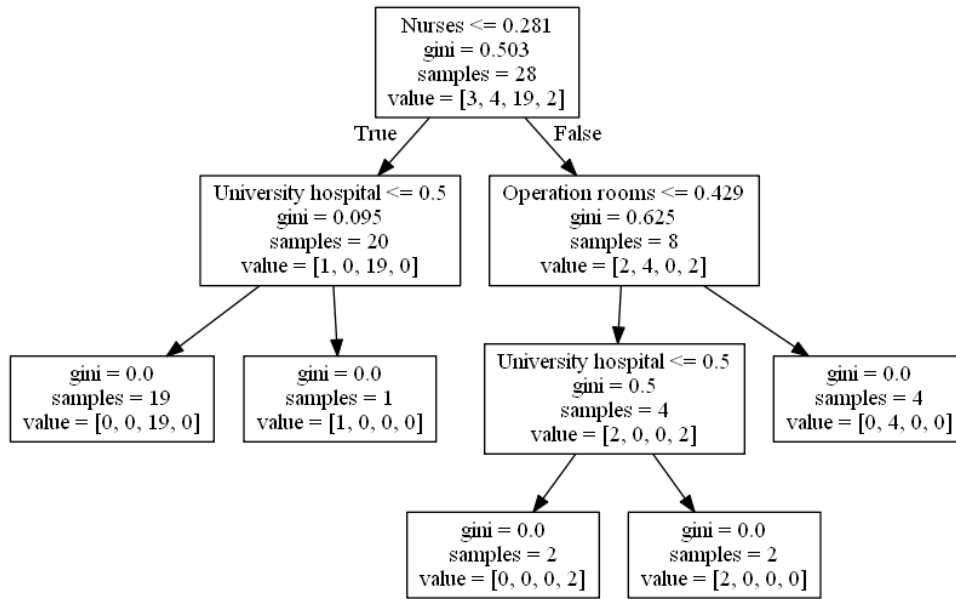 Nurses <= 0.281
gini = 0.503
samples = 28
value = [3, 4, 19, 2]
True
False
University hospital <= 0.5
gini = 0.095
samples = 20
value = [1, 0, 19, 0]
Operation rooms <= 0.429
gini = 0.625
samples = 8
value = [2, 4, 0, 2]
gini = 0.0
samples = 19
value = [0, 0, 19, 0]
gini = 0.0
samples = 1
value = [1, 0, 0, 0]
University hospital <= 0.5
gini = 0.5
samples = 4
value = [2, 0, 0, 2]
gini = 0.0
samples = 4
value = [0, 4, 0, 0]
gini = 0.0
samples = 2
value = [0, 0, 0, 2]
gini = 0.0
samples = 2
value = [2, 0, 0, 0]